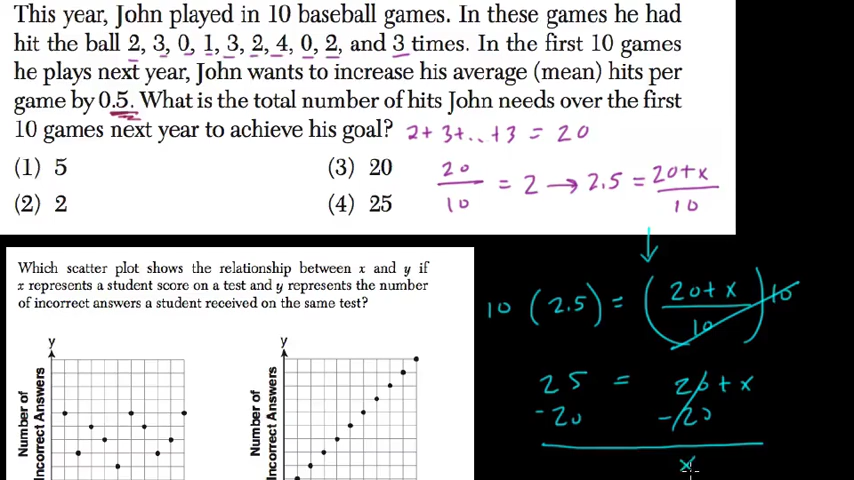 This year, John played in 10 baseball games. In these games he had
hit the ball 2, 3, 0, 1, 3, 2, 4, 0, 2, and 3 times. In the first 10 games
he plays next year, John wants to increase his average (mean) hits per
game by 0.5. What is the total number of hits John needs over the first
10 games next year to achieve his goal? 2+ 3+..+3 = 20
(1) 5 (3) 20
(2) 2 (4) 25
20/10 = 2 → 2.5 = 20+x/10
10 (2.5) = (20+x/10) 10
25 = 20+x
-20 -20
x
Which scatter plot shows the relationship between x and y if
x represents a student score on a test and y represents the number
of incorrect answers a student received on the same test?
y
Number of
Incorrect Answers
y
Number of
Incorrect Answers